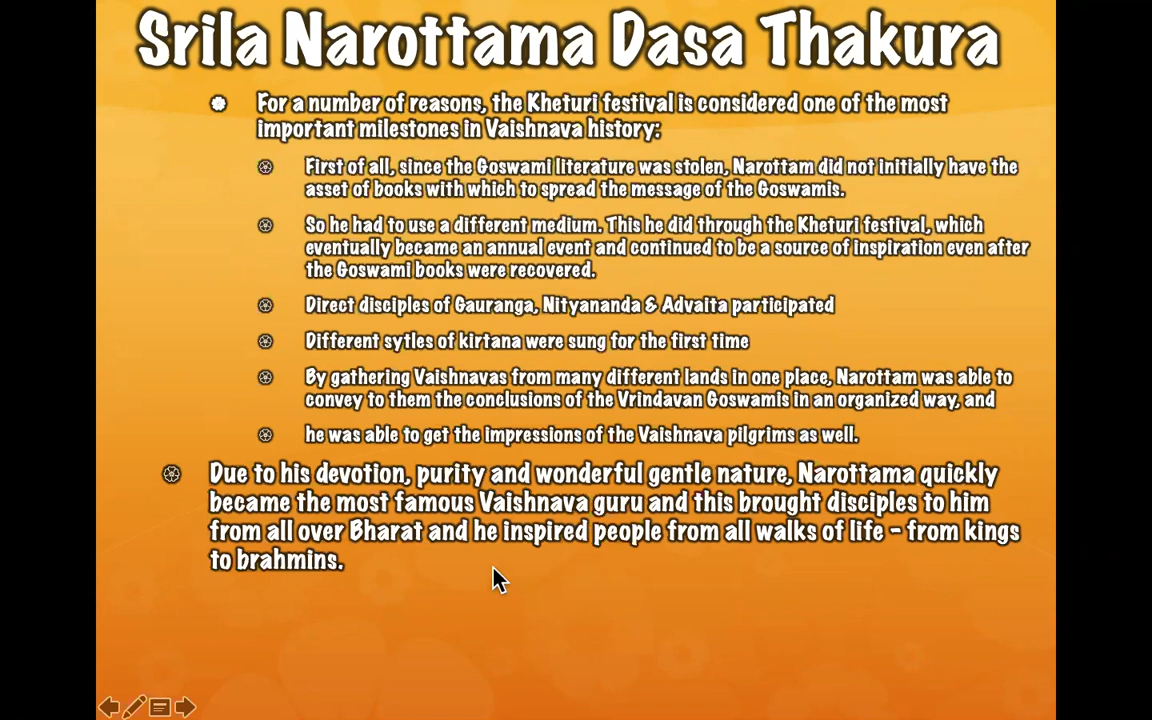 Srila Narottama Dasa Thakura
For a number of reasons, the Kheturi festival is considered one of the most
important milestones in Vaishnava history:
First of all, since the Goswami literature was stolen, Narottam did not initially have the
asset of books with which to spread the message of the Goswamis.
So he had to use a different medium. This he did through the Kheturi festival, which
eventually became an annual event and continued to be a source of inspiration even after
the Goswami books were recovered.
Direct disciples of Gauranga, Nityananda & Advaita participated
Different sytles of kirtana were sung for the first time
By gathering Vaishnavas from many different lands in one place, Narottam was able to
convey to them the conclusions of the Vrindavan Goswamis in an organized way, and
he was able to get the impressions of the Vaishnava pilgrims as well.
Due to his devotion, purity and wonderful gentle nature, Narottama quickly
became the most famous Vaishnava guru and this brought disciples to him
from all over Bharat and he inspired people from all walks of life - from kings
to brahmins.